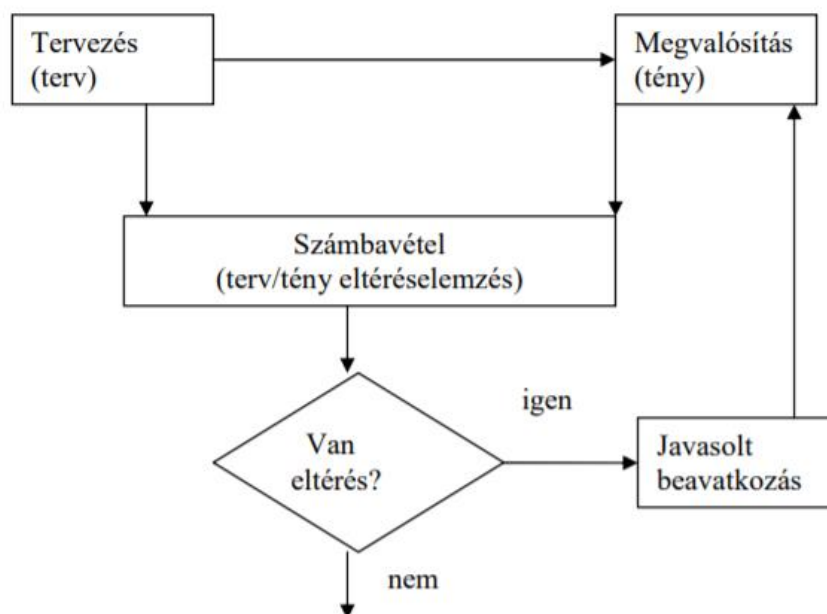 Tervezés
(terv)
Megvalósítás
(tény)
Számbavétel
(terv/tény eltéréselemzés)
igen
Van
eltérés?
Javasolt
beavatkozás
nem